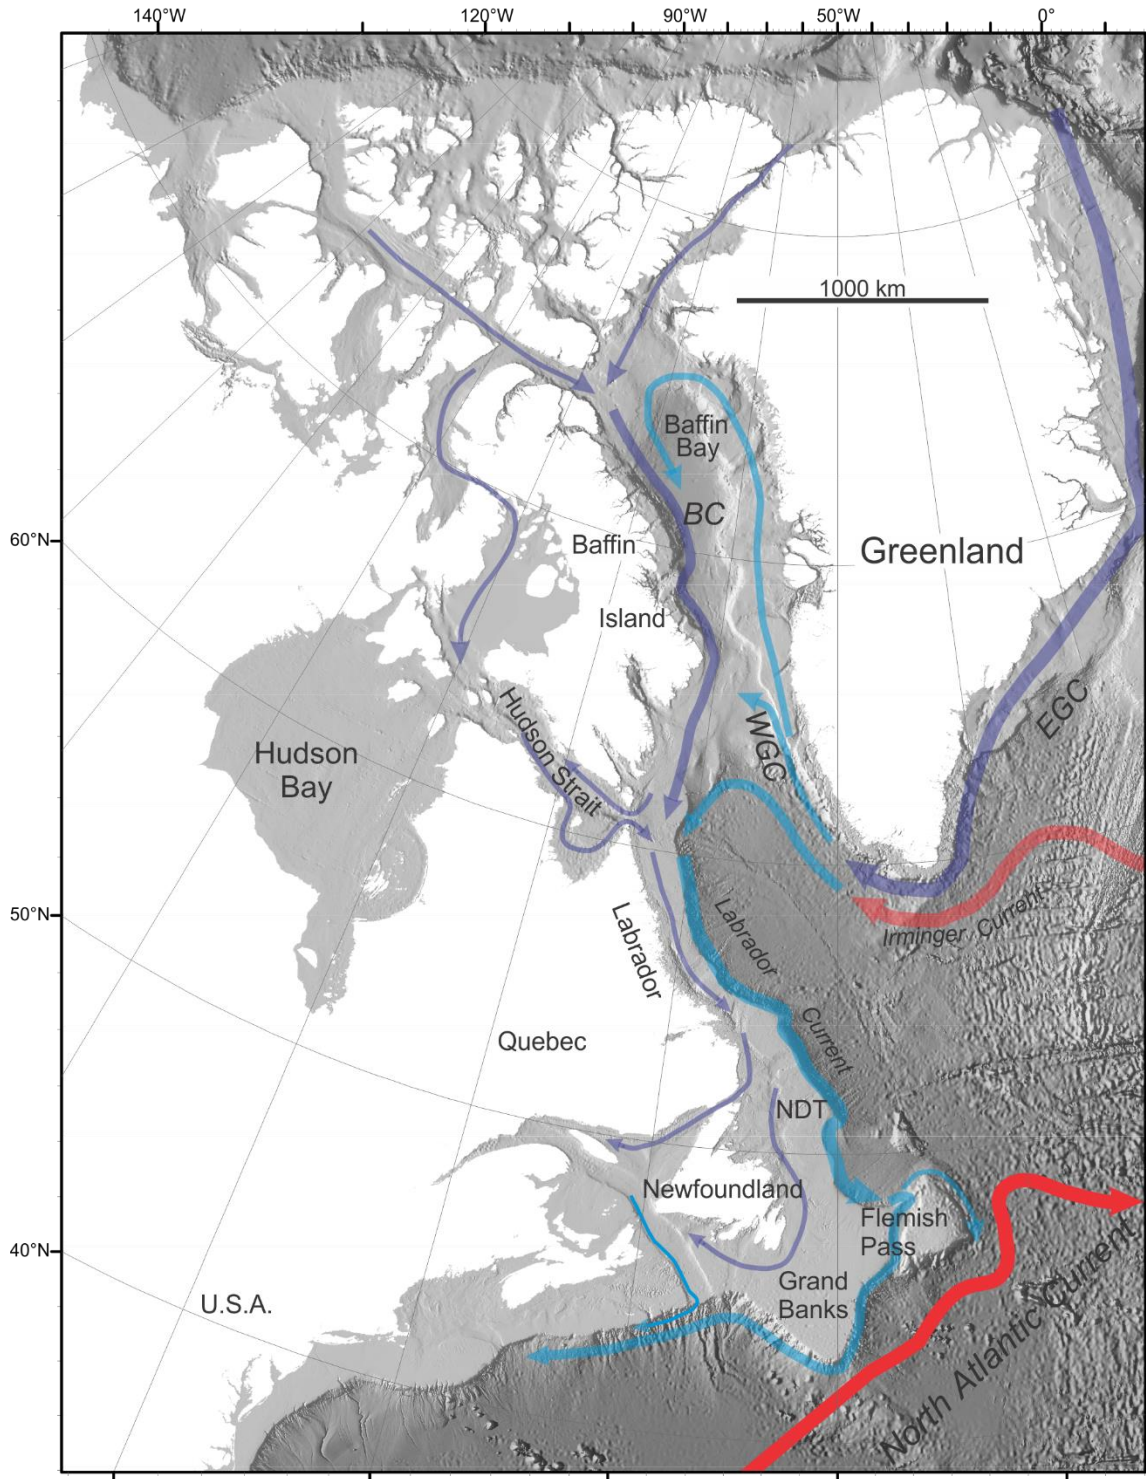 140°W
120°W
90°W
50°W
0°
1000 km
Baffin
Bay
BC
60°N
Baffin
Island
Greenland
EGC
WGC
Hudson Strait
Hudson
Bay
50°N
Irminger Current
Labrador
Labrador
Current
Quebec
NDT
Newfoundland
Flemish
Pass
40°N
Grand
Banks
U.S.A.
North Atlantic Current